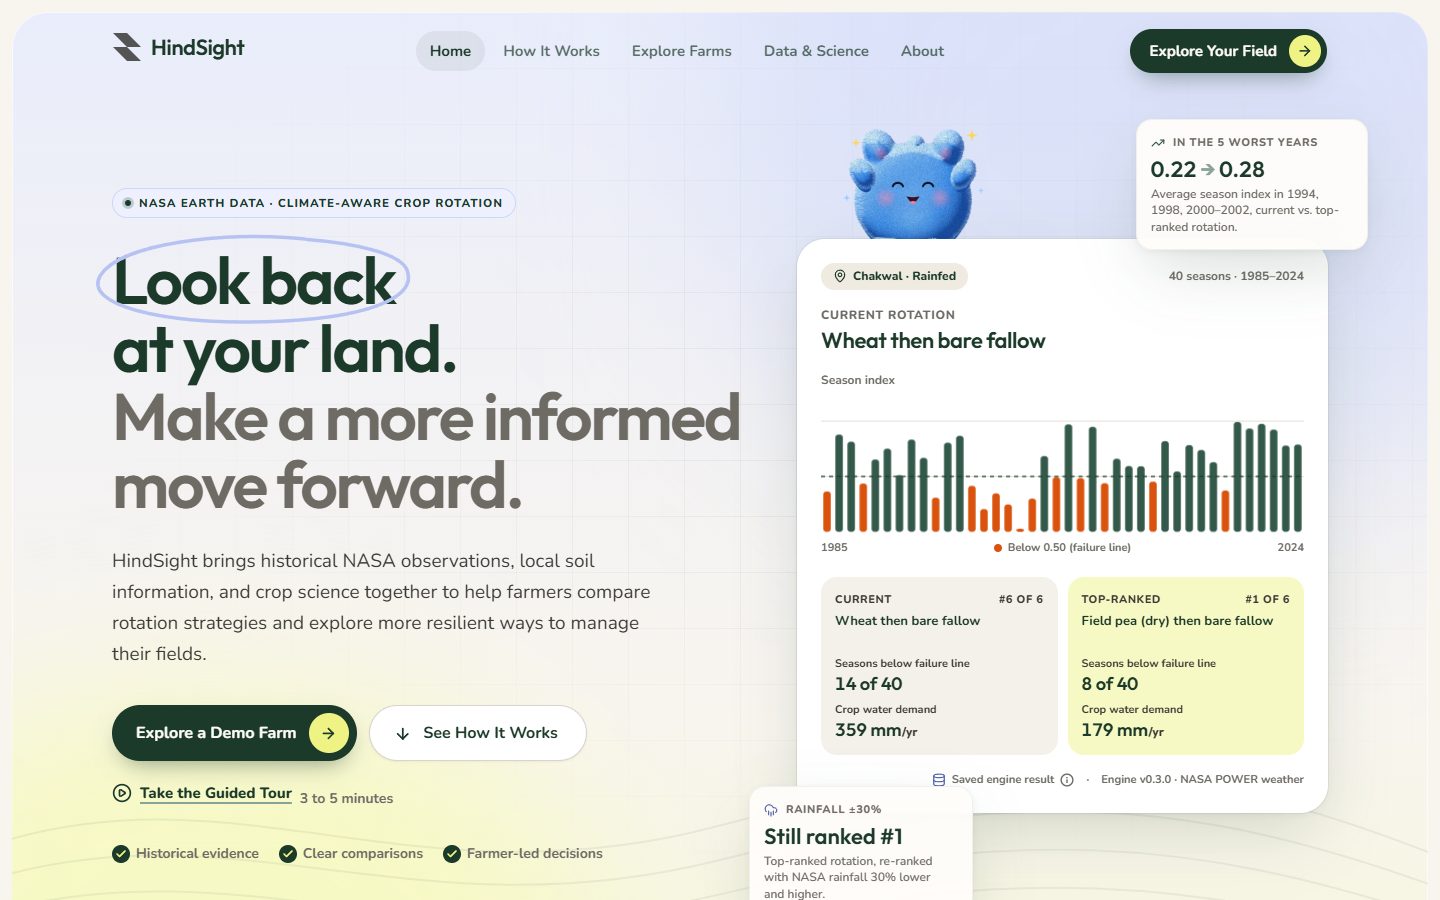 HindSight
Home
How It Works
Explore Farms
Data & Science
About
Explore Your Field
NASA EARTH DATA · CLIMATE-AWARE CROP ROTATION
Look back
at your land.
Make a more informed
move forward.
HindSight brings historical NASA observations, local soil
information, and crop science together to help farmers compare
rotation strategies and explore more resilient ways to manage
their fields.
Explore a Demo Farm
See How It Works
Take the Guided Tour 3 to 5 minutes
Historical evidence
Clear comparisons
Farmer-led decisions
IN THE 5 WORST YEARS
0.22 → 0.28
Average season index in 1994,
1998, 2000–2002, current vs. top-
ranked rotation.
Chakwal · Rainfed
40 seasons · 1985–2024
CURRENT ROTATION
Wheat then bare fallow
Season index
1985
Below 0.50 (failure line)
2024
CURRENT #6 OF 6
Wheat then bare fallow
Seasons below failure line
14 of 40
Crop water demand
359 mm/yr
TOP-RANKED #1 OF 6
Field pea (dry) then bare fallow
Seasons below failure line
8 of 40
Crop water demand
179 mm/yr
Saved engine result · Engine v0.3.0 · NASA POWER weather
RAINFALL ±30%
Still ranked #1
Top-ranked rotation, re-ranked
with NASA rainfall 30% lower
and higher.